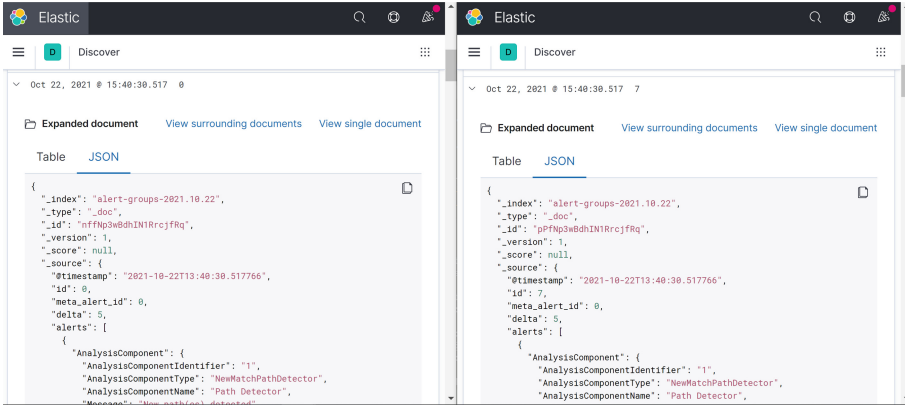 Elastic
D Discover
Oct 22, 2021 @ 15:40:30.517 0
Expanded document View surrounding documents View single document
Table JSON
{
"_index": "alert-groups-2021.10.22",
"_type": "_doc",
"_id": "nffNp3wBdhIN1RrcjfRq",
"_version": 1,
"_score": null,
"_source": {
"@timestamp": "2021-10-22T13:40:30.517766",
"id": 0,
"meta_alert_id": 0,
"delta": 5,
"alerts": [
{
"AnalysisComponent": {
"AnalysisComponentIdentifier": "1",
"AnalysisComponentType": "NewMatchPathDetector",
"AnalysisComponentName": "Path Detector",
"Message": "New path(es) detected"
Elastic
D Discover
Oct 22, 2021 @ 15:40:30.517 7
Expanded document View surrounding documents View single document
Table JSON
{
"_index": "alert-groups-2021.10.22",
"_type": "_doc",
"_id": "pPfNp3wBdhIN1RrcjfRq",
"_version": 1,
"_score": null,
"_source": {
"@timestamp": "2021-10-22T13:40:30.517766",
"id": 7,
"meta_alert_id": 0,
"delta": 5,
"alerts": [
{
"AnalysisComponent": {
"AnalysisComponentIdentifier": "1",
"AnalysisComponentType": "NewMatchPathDetector",
"AnalysisComponentName": "Path Detector",